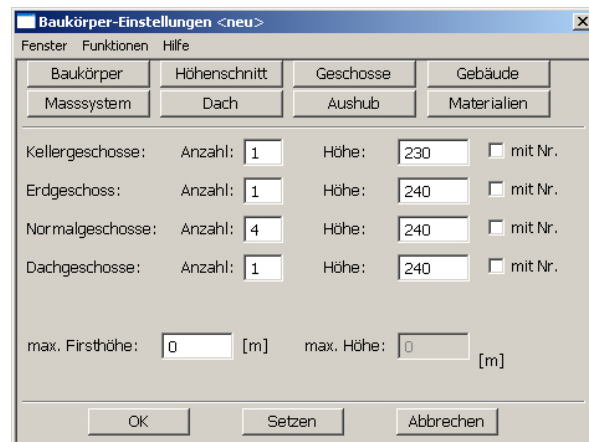 Baukörper-Einstellungen <neu>
Fenster Funktionen Hilfe
Baukörper Höhenschnitt Geschosse Gebäude
Masssystem Dach Aushub Materialien
Kellergeschosse: Anzahl: 1 Höhe: 230 mit Nr.
Erdgeschoss: Anzahl: 1 Höhe: 240 mit Nr.
Normalgeschosse: Anzahl: 4 Höhe: 240 mit Nr.
Dachgeschosse: Anzahl: 1 Höhe: 240 mit Nr.
max. Firsthöhe: 0 [m] max. Höhe: 0 [m]
OK Setzen Abbrechen